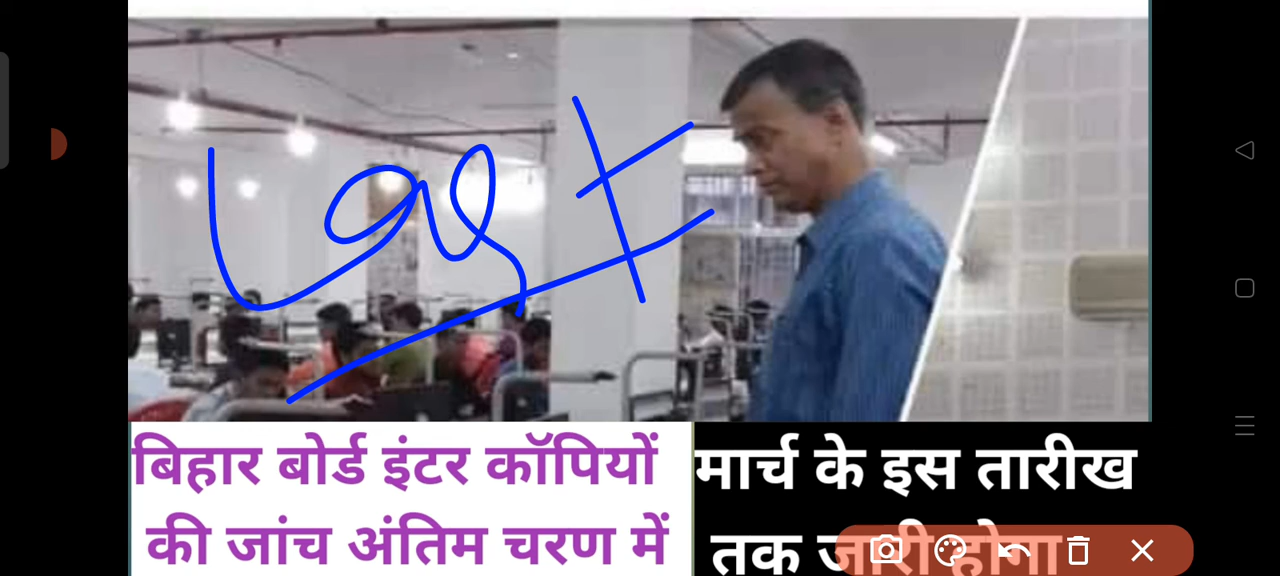 Last
बिहार बोर्ड इंटर कॉपियों
की जांच अंतिम चरण में
मार्च के इस तारीख
तक जारी होगा